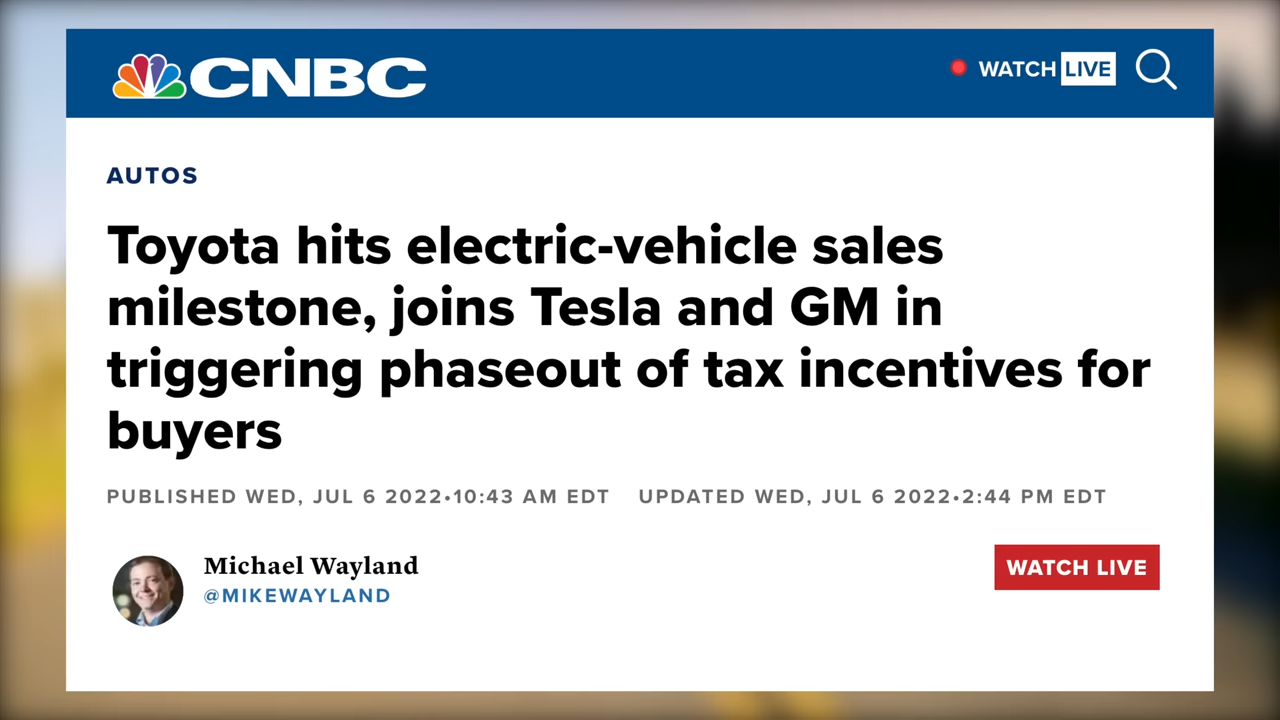 CNBC
WATCH LIVE
AUTOS
Toyota hits electric-vehicle sales
milestone, joins Tesla and GM in
triggering phaseout of tax incentives for
buyers
PUBLISHED WED, JUL 6 2022•10:43 AM EDT UPDATED WED, JUL 6 2022•2:44 PM EDT
Michael Wayland
@MIKEWAYLAND
WATCH LIVE